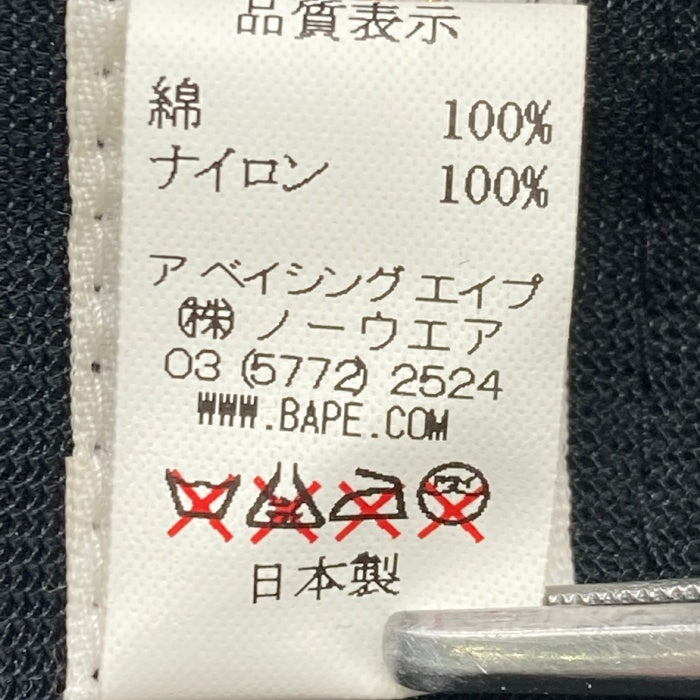 品質表示
綿 100%
ナイロン 100%
ア ベイシング エイプ
㈱ ノーウエア
03 (5772) 2524
WWW.BAPE.COM
日本製